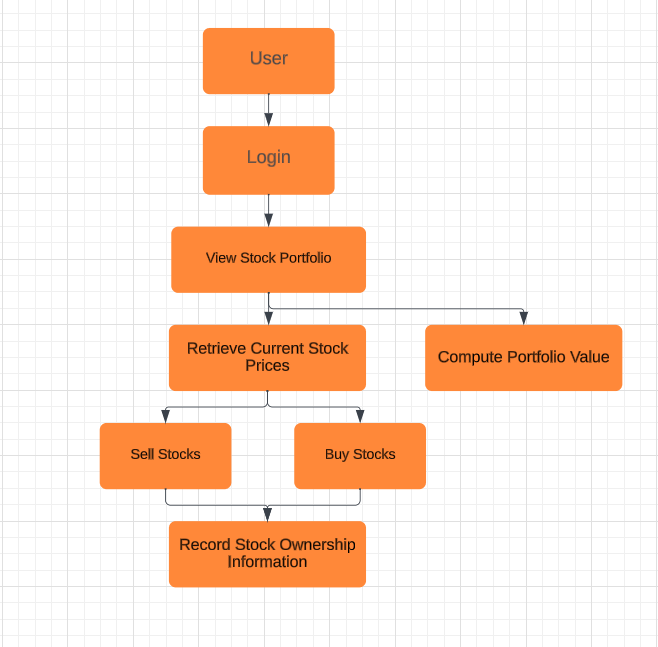 User
Login
View Stock Portfolio
Retrieve Current Stock
Prices
Compute Portfolio Value
Sell Stocks
Buy Stocks
Record Stock Ownership
Information